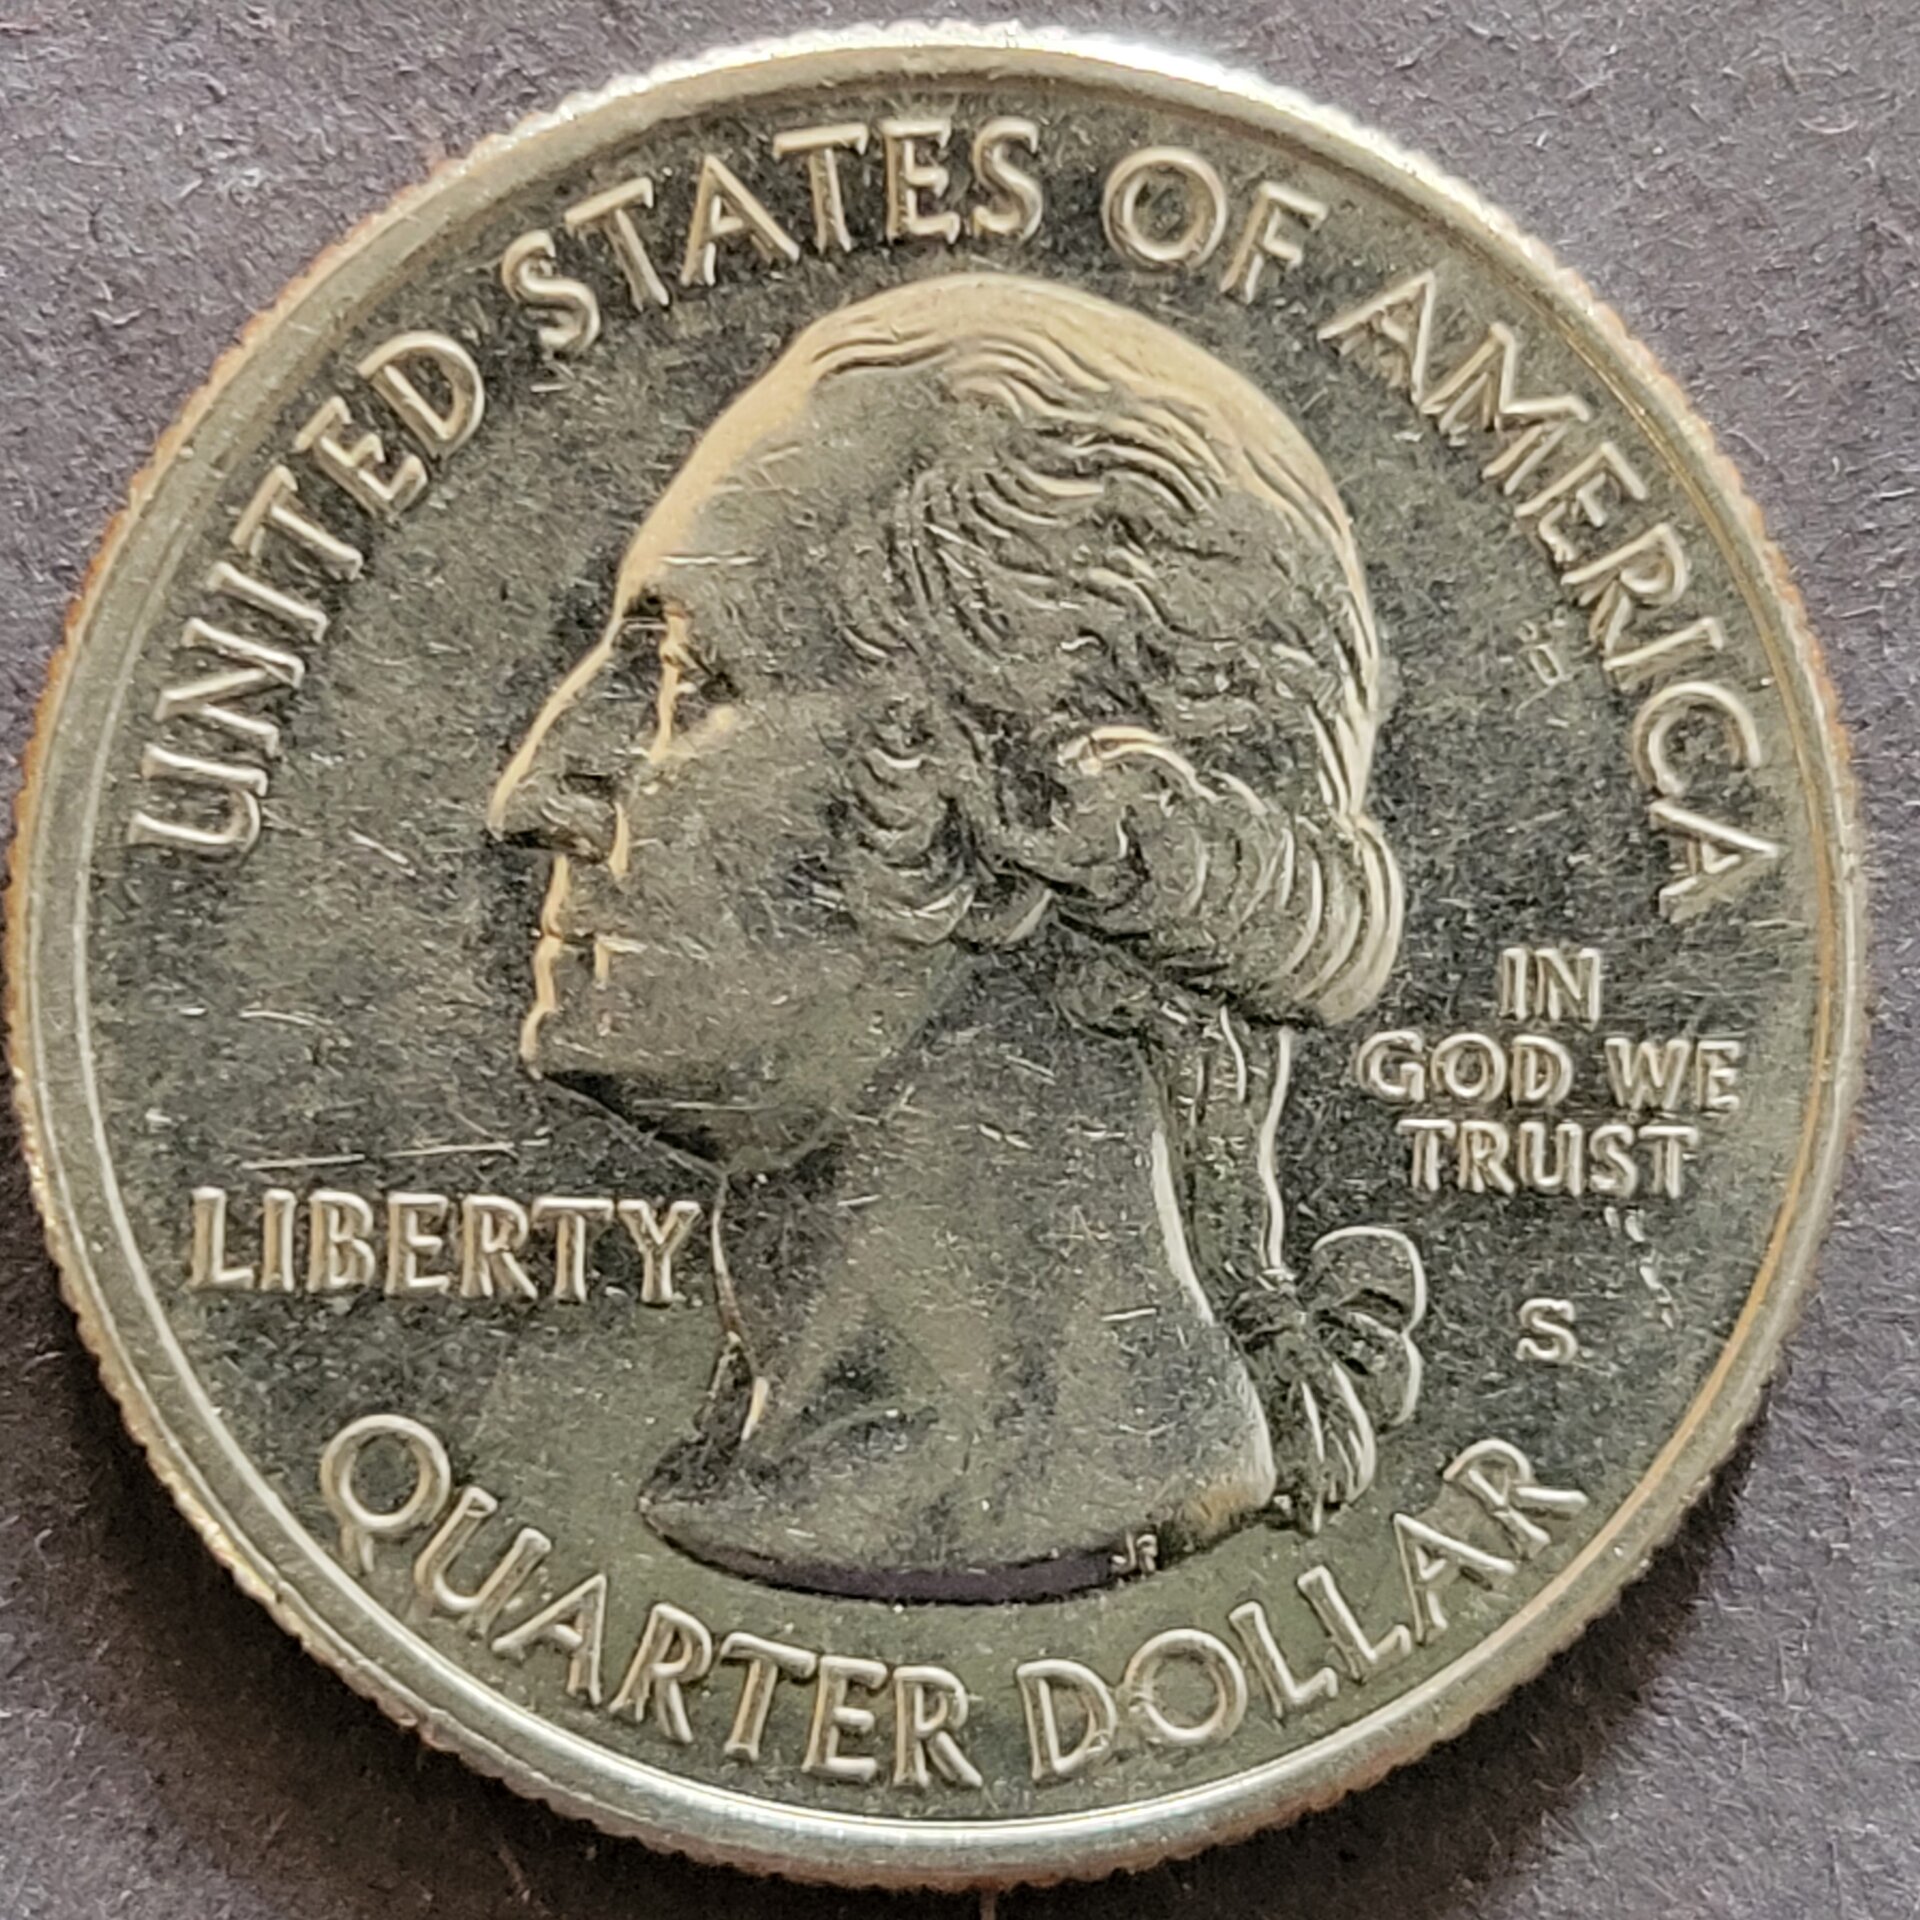 UNITED STATES OF AMERICA
LIBERTY
IN
GOD WE
TRUST
S
QUARTER DOLLAR